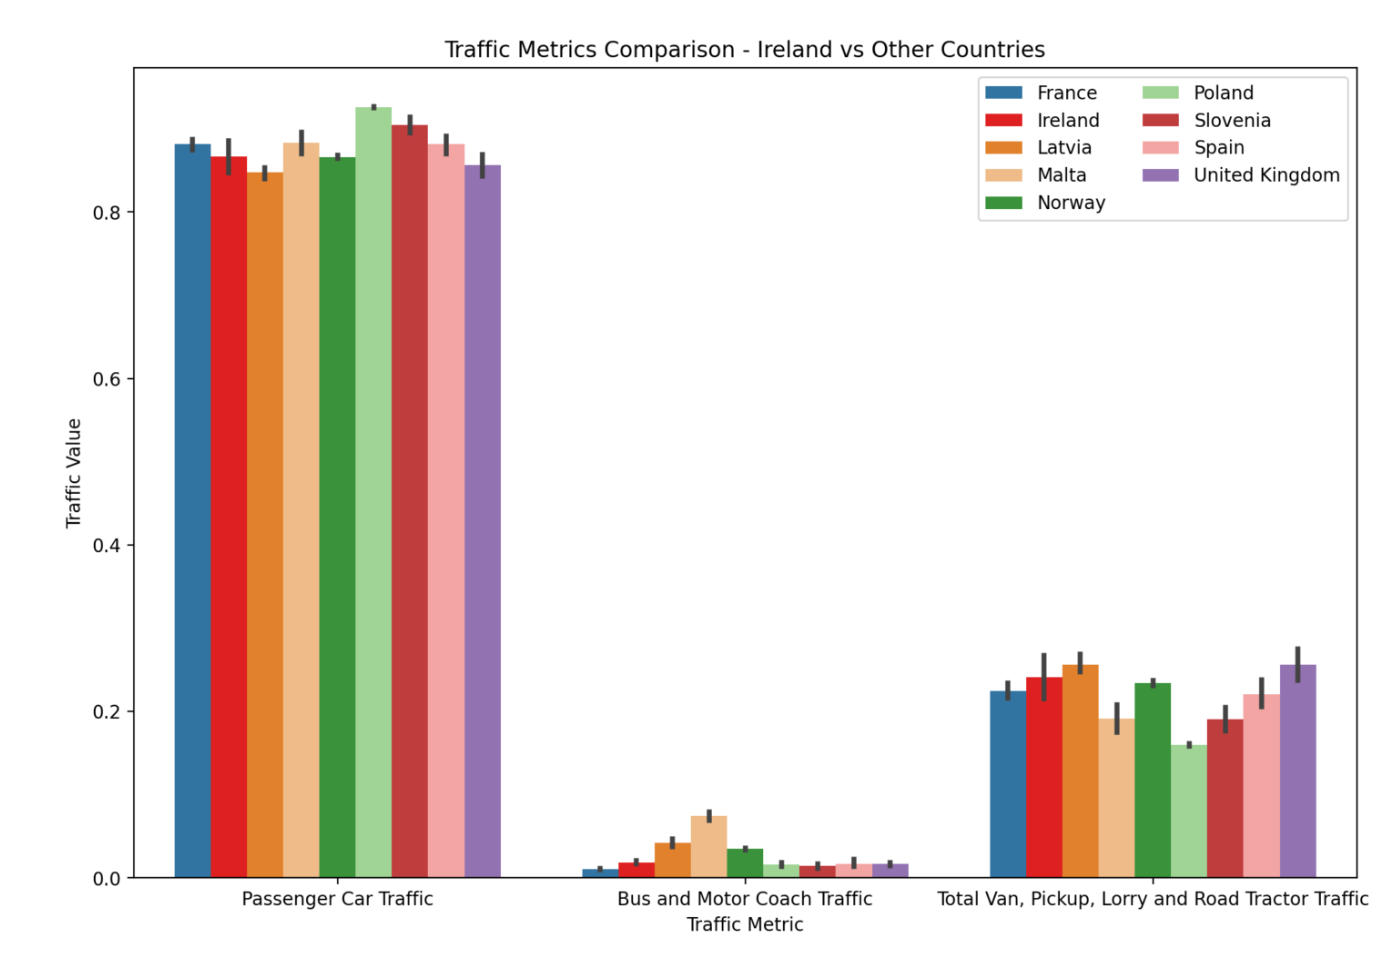 Traffic Metrics Comparison - Ireland vs Other Countries
France
Ireland
Latvia
Malta
Norway
Poland
Slovenia
Spain
United Kingdom
Traffic Value
0.8
0.6
0.4
0.2
0.0
Passenger Car Traffic
Bus and Motor Coach Traffic
Total Van, Pickup, Lorry and Road Tractor Traffic
Traffic Metric